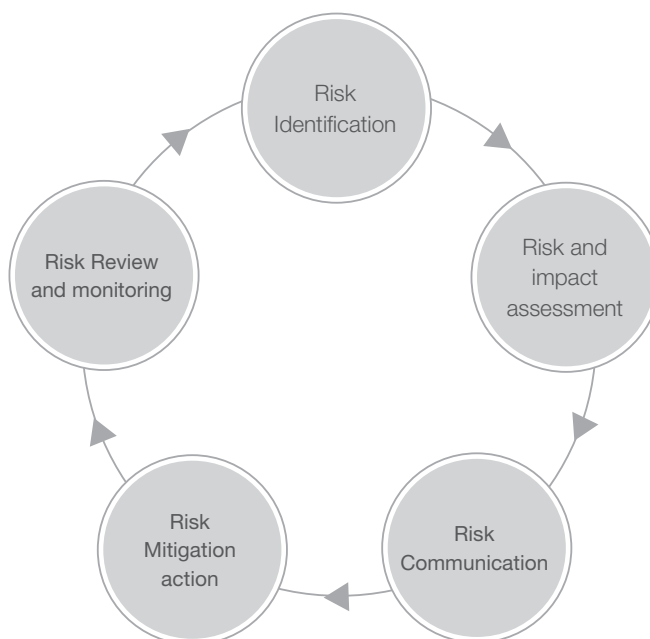 Risk
Identification
Risk and
impact
assessment
Risk
Communication
Risk
Mitigation
action
Risk Review
and monitoring